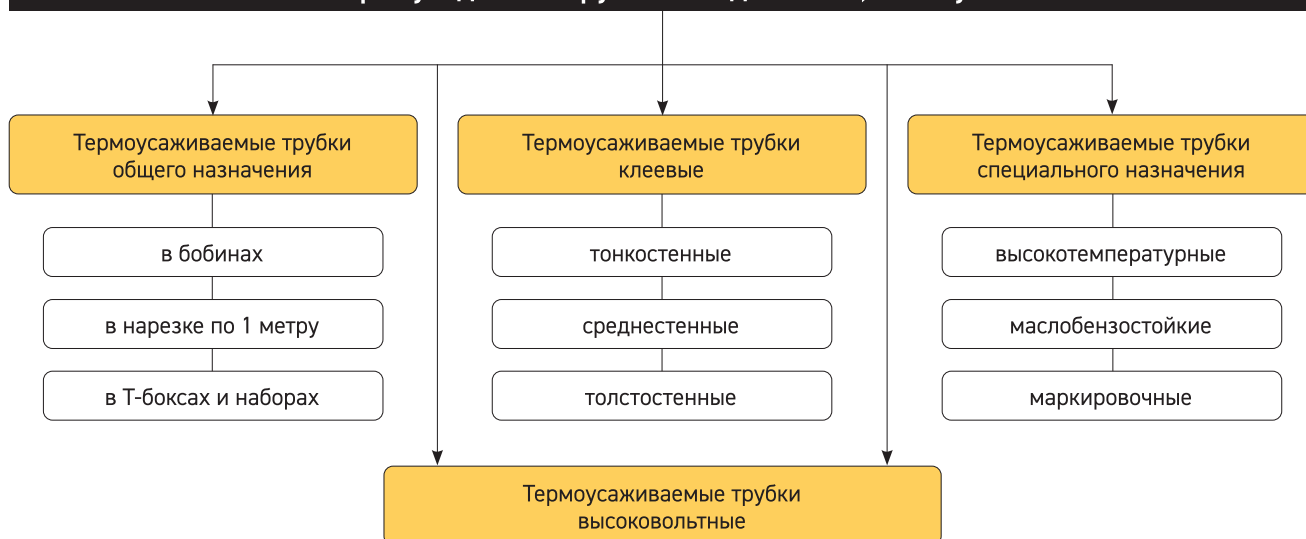 Термоусаживаемые трубки
общего назначения
в бобинах
в нарезке по 1 метру
в Т-боксах и наборах
Термоусаживаемые трубки
клеевые
тонкостенные
среднестенные
толстостенные
Термоусаживаемые трубки
специального назначения
высокотемпературные
маслобензостойкие
маркировочные
Термоусаживаемые трубки
высоковольтные